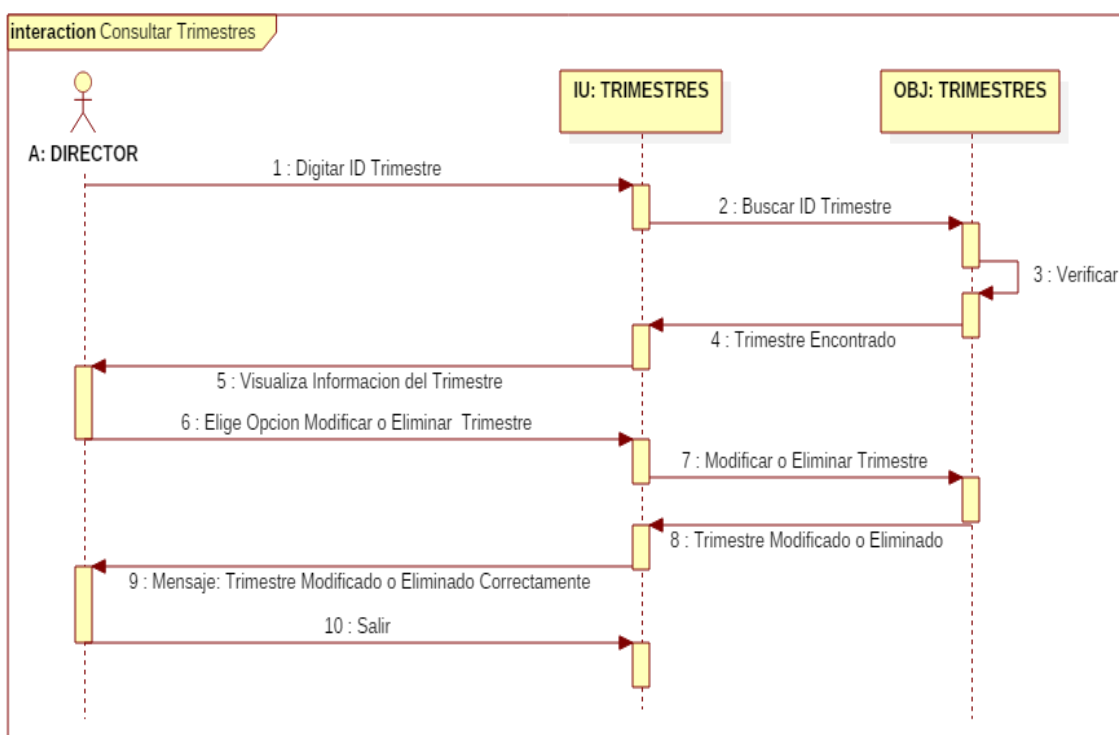 interaction Consultar Trimestres
IU: TRIMESTRES
OBJ: TRIMESTRES
A: DIRECTOR
1 : Digitar ID Trimestre
2 : Buscar ID Trimestre
3 : Verificar
4 : Trimestre Encontrado
5 : Visualiza Informacion del Trimestre
6 : Elige Opcion Modificar o Eliminar Trimestre
7 : Modificar o Eliminar Trimestre
8 : Trimestre Modificado o Eliminado
9 : Mensaje: Trimestre Modificado o Eliminado Correctamente
10 : Salir